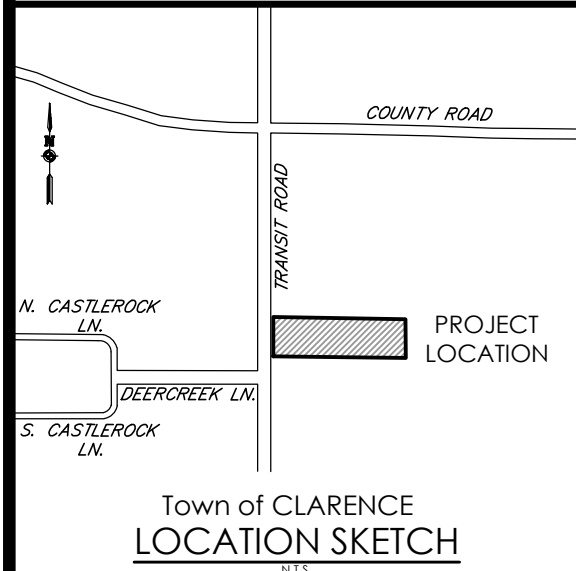 COUNTY ROAD
N
TRANSIT ROAD
N. CASTLEROCK
LN.
PROJECT
LOCATION
DEERCREEK LN.
S. CASTLEROCK
LN.
Town of CLARENCE
LOCATION SKETCH
N.T.S.